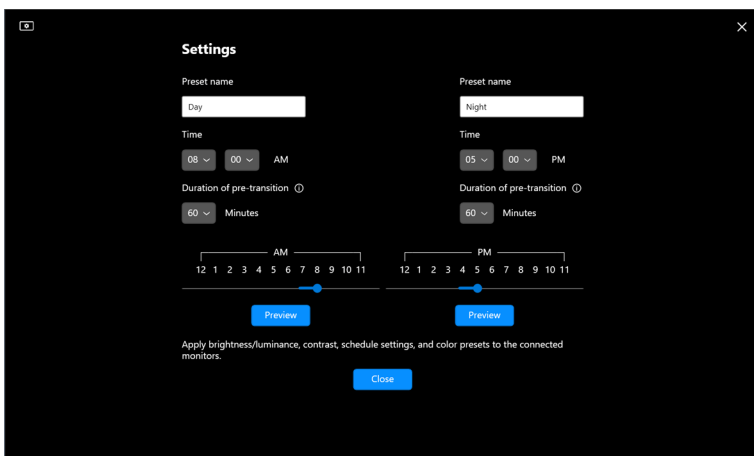 Settings
Preset name
Preset name
Day
Night
Time
Time
08 00 AM
05 00 PM
Duration of pre-transition
Duration of pre-transition
60 Minutes
60 Minutes
AM
PM
12 1 2 3 4 5 6 7 8 9 10 11
12 1 2 3 4 5 6 7 8 9 10 11
Preview
Preview
Apply brightness/luminance, contrast, schedule settings, and color presets to the connected
monitors.
Close